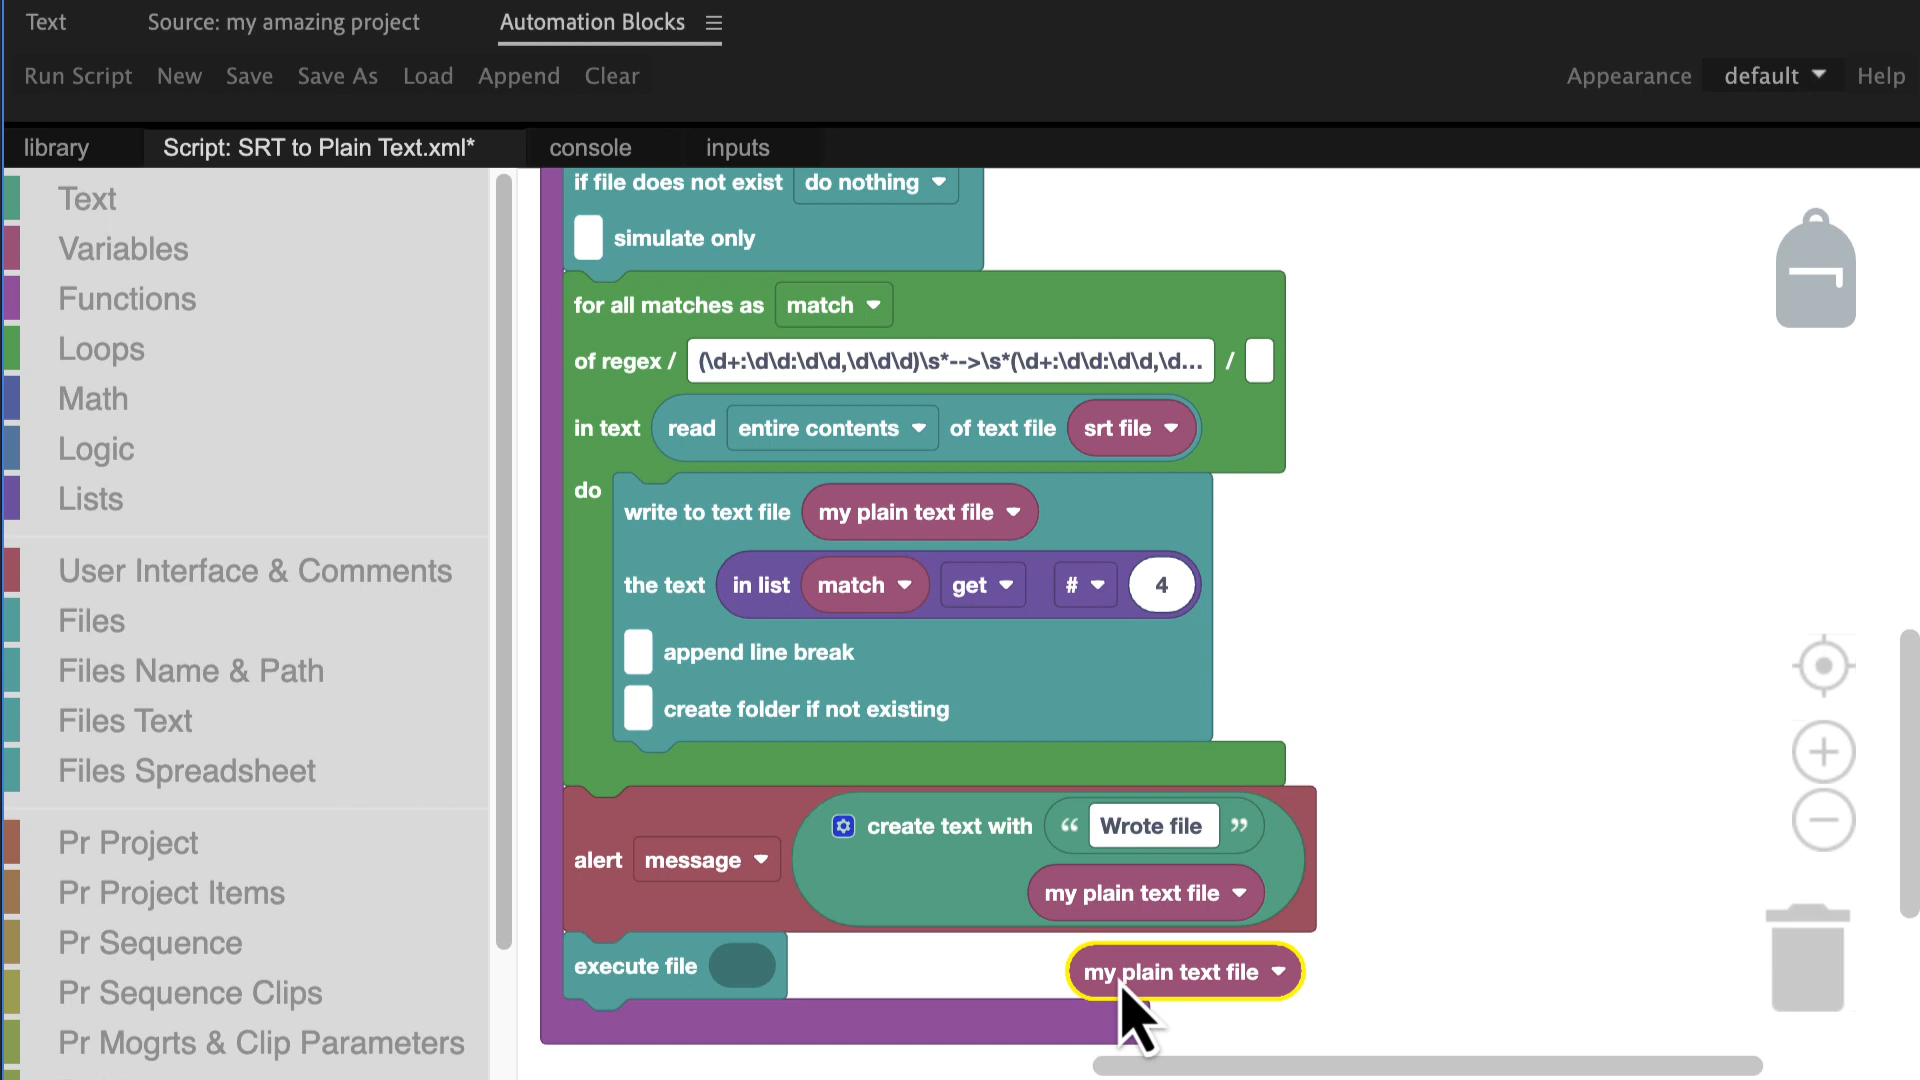 Text Source: my amazing project Automation Blocks
Run Script New Save Save As Load Append Clear Appearance default Help
library Script: SRT to Plain Text.xml* console inputs
Text
Variables
Functions
Loops
Math
Logic
Lists
User Interface & Comments
Files
Files Name & Path
Files Text
Files Spreadsheet
Pr Project
Pr Project Items
Pr Sequence
Pr Sequence Clips
Pr Mogrts & Clip Parameters
if file does not exist do nothing
simulate only
for all matches as match
of regex / (\d+:\d\d:\d\d,\d\d\d)\s*-->\s*(\d+:\d\d:\d\d,\d... /
in text read entire contents of text file srt file
do
write to text file my plain text file
the text in list match get # 4
append line break
create folder if not existing
create text with “ Wrote file ”
alert message
my plain text file
execute file my plain text file